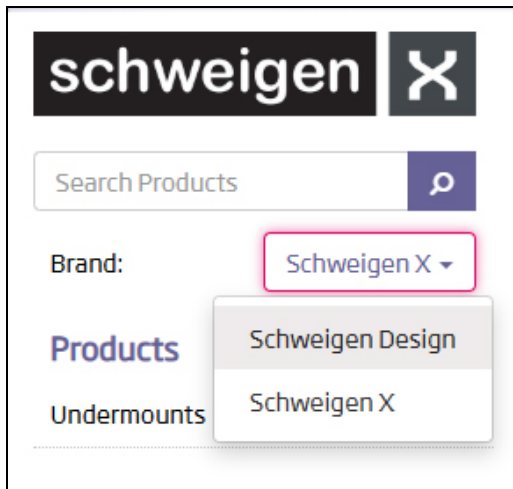 schweigen X
Search Products
Brand: Schweigen X
Schweigen Design
Products
Schweigen X
Undermounts